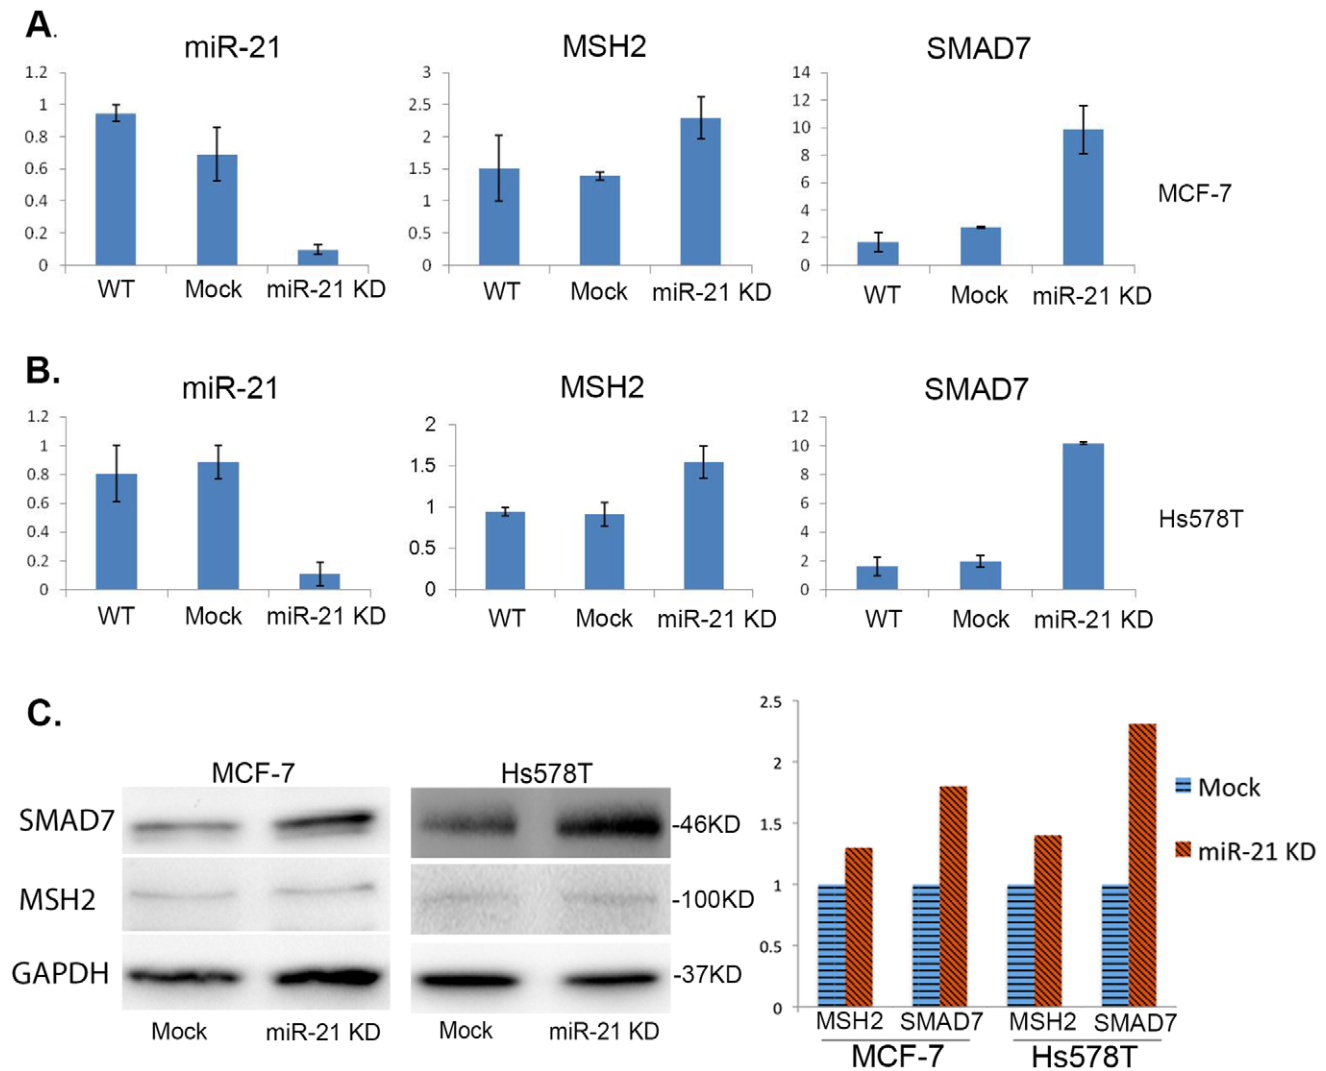 A.
miR-21
MSH2
SMAD7
1.2
1
0.8
0.6
0.4
0.2
0
WT
Mock
miR-21 KD
3
2.5
2
1.5
1
0.5
0
WT
Mock
miR-21 KD
14
12
10
8
6
4
2
0
WT
Mock
miR-21 KD
MCF-7
B.
miR-21
MSH2
SMAD7
1.2
1
0.8
0.6
0.4
0.2
0
WT
Mock
miR-21 KD
2
1.5
1
0.5
0
WT
Mock
miR-21 KD
12
10
8
6
4
2
0
WT
Mock
miR-21 KD
Hs578T
C.
MCF-7
Hs578T
SMAD7
-46KD
MSH2
-100KD
GAPDH
-37KD
Mock
miR-21 KD
Mock
miR-21 KD
2.5
2
1.5
1
0.5
0
MSH2
SMAD7
MSH2
SMAD7
MCF-7
Hs578T
Mock
miR-21 KD